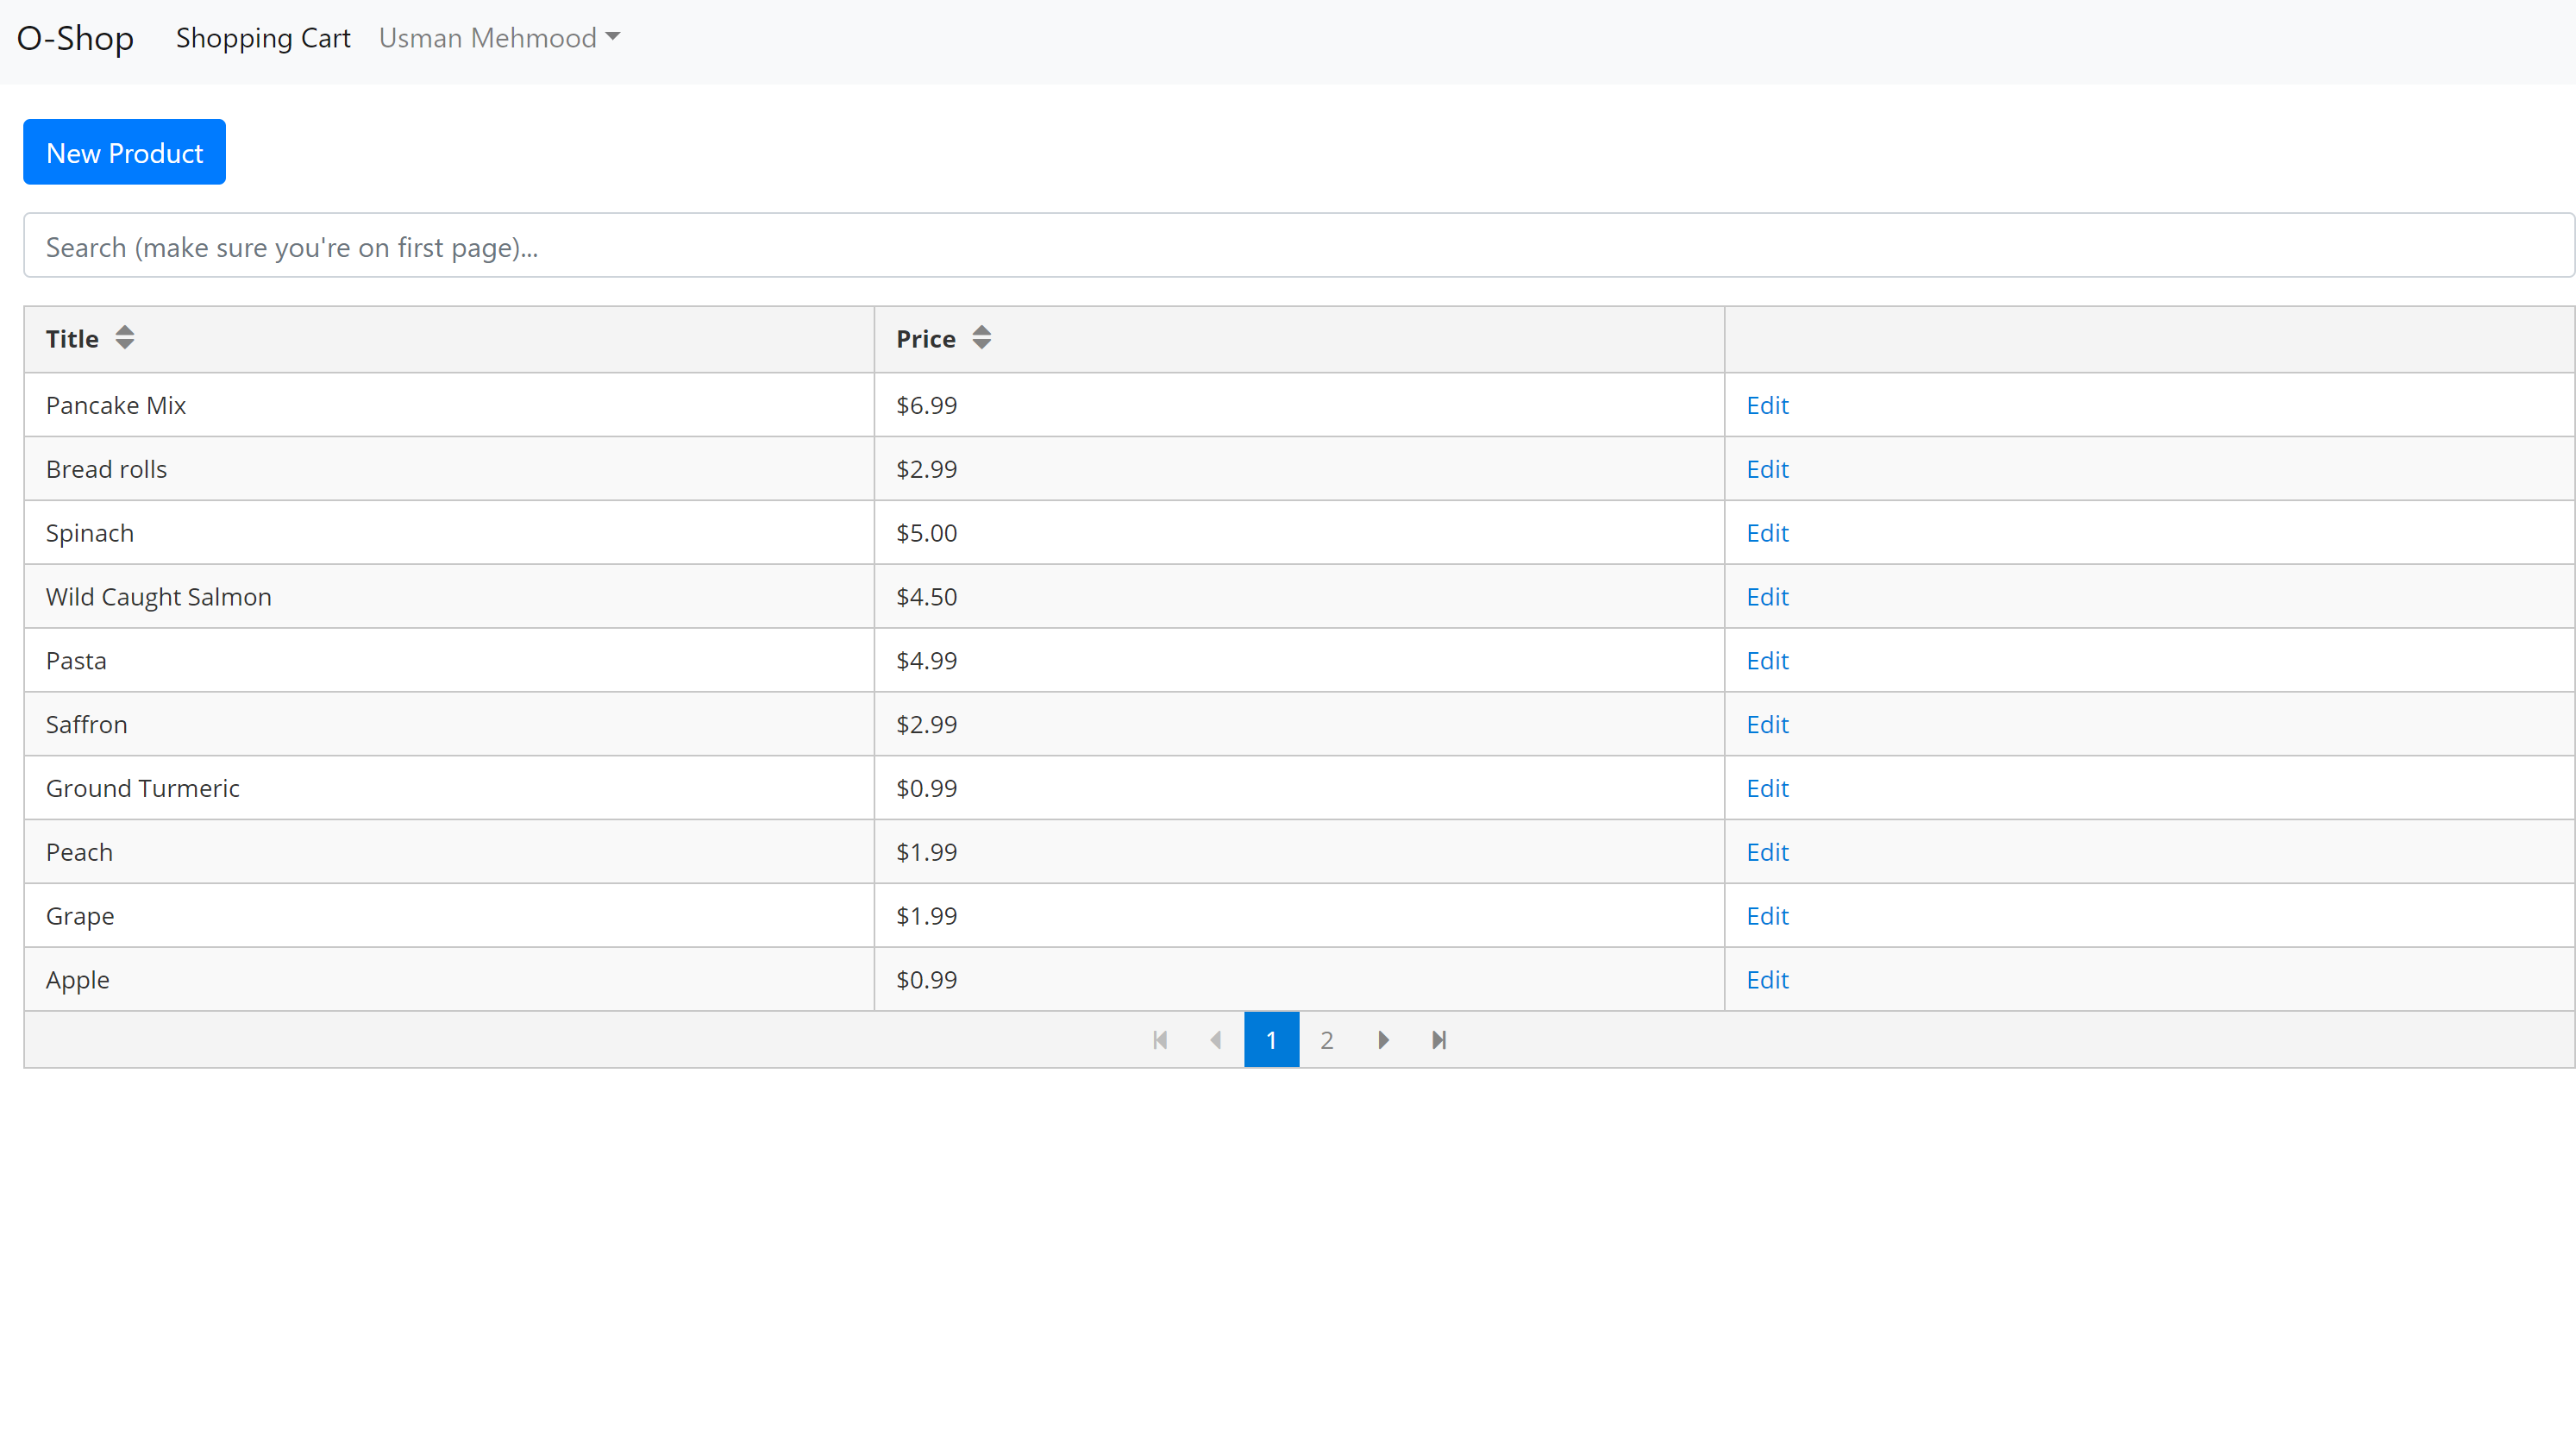 O-Shop Shopping Cart Usman Mehmood
New Product
Search (make sure you're on first page)...
Title Price
Pancake Mix $6.99 Edit
Bread rolls $2.99 Edit
Spinach $5.00 Edit
Wild Caught Salmon $4.50 Edit
Pasta $4.99 Edit
Saffron $2.99 Edit
Ground Turmeric $0.99 Edit
Peach $1.99 Edit
Grape $1.99 Edit
Apple $0.99 Edit
1 2